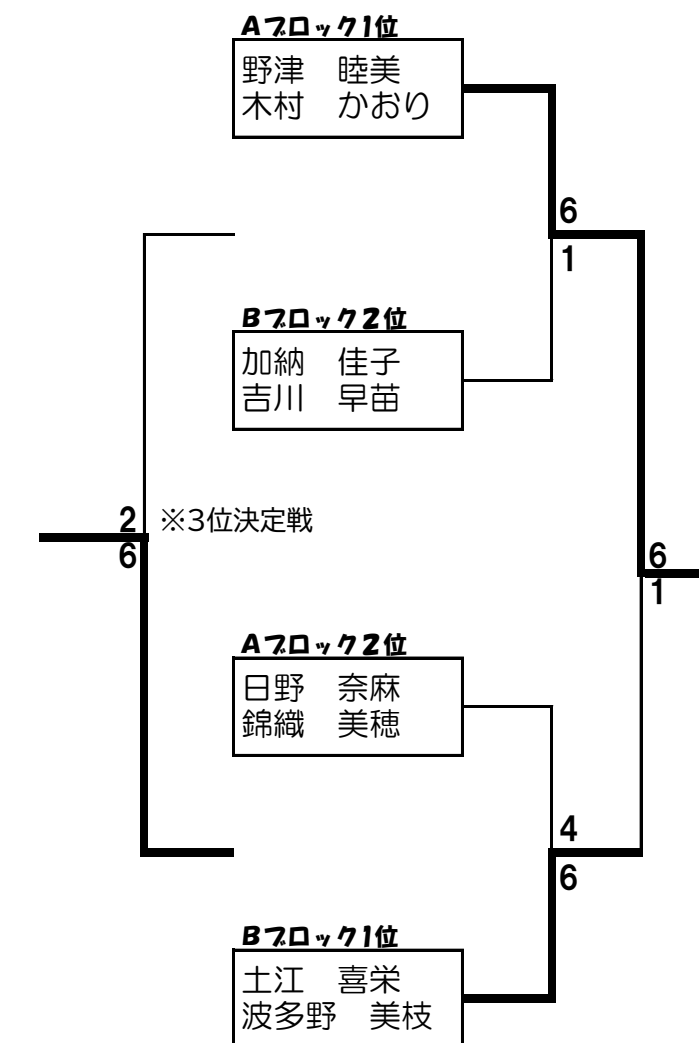 Aブロック1位
野津　睦美
木村　かおり
6
1
Bブロック2位
加納　佳子
吉川　早苗
2
※3位決定戦
6
6
1
Aブロック2位
日野　奈麻
錦織　美穂
4
6
Bブロック1位
土江　喜栄
波多野　美枝